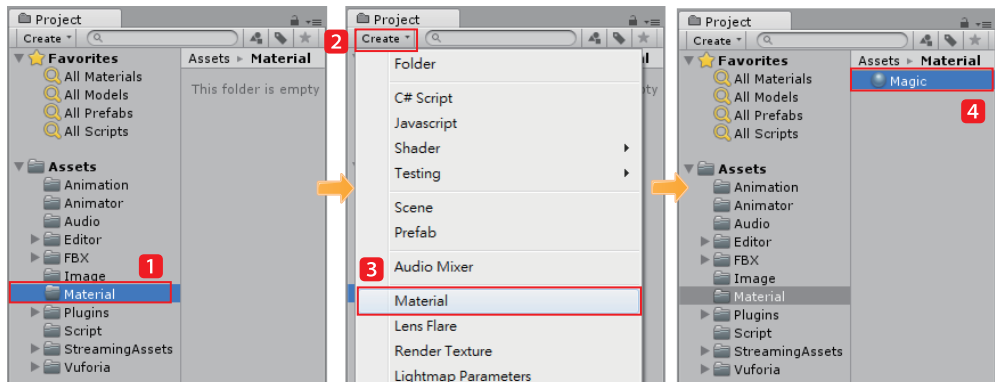 Project
Create
Favorites
All Materials
All Models
All Prefabs
All Scripts
Assets
Animation
Animator
Audio
Editor
FBX
Image
1
Material
Plugins
Script
StreamingAssets
Vuforia
Assets Material
This folder is empty
Project
2
Create
Folder
C# Script
Javascript
Shader
Testing
Scene
Prefab
Audio Mixer
3
Material
Lens Flare
Render Texture
Lightmap Parameters
Project
Create
Favorites
All Materials
All Models
All Prefabs
All Scripts
Assets
Animation
Animator
Audio
Editor
FBX
Image
Material
Plugins
Script
StreamingAssets
Vuforia
Assets Material
Magic
4